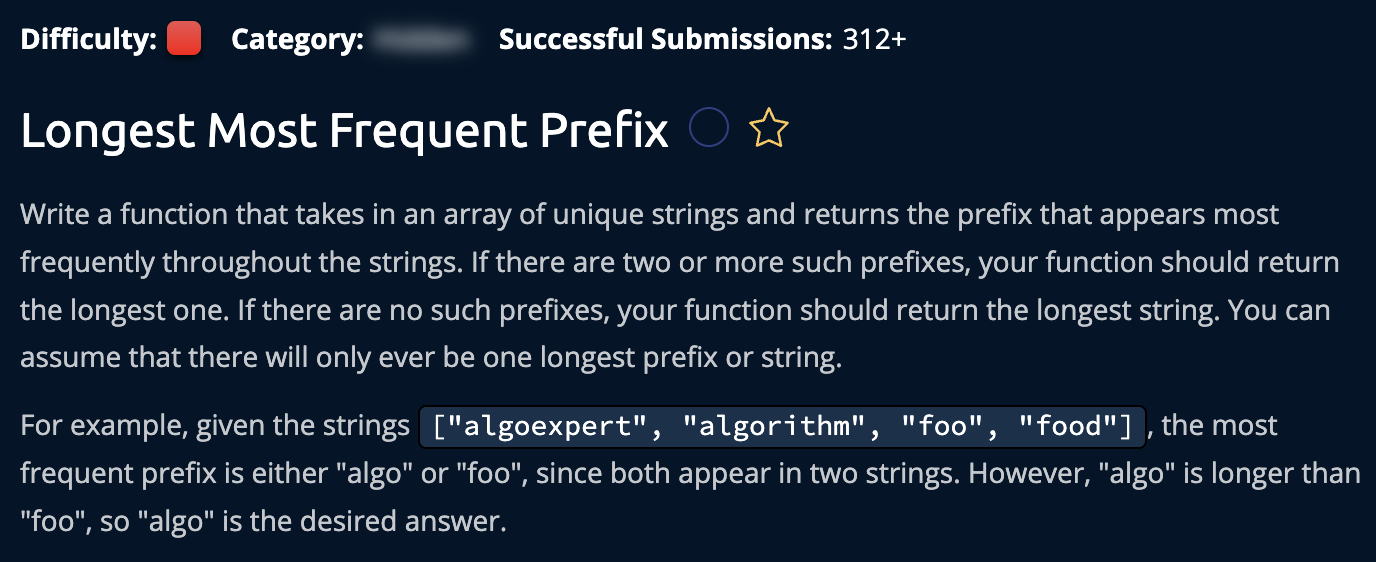 Difficulty: Category: Successful Submissions: 312+
Longest Most Frequent Prefix
Write a function that takes in an array of unique strings and returns the prefix that appears most
frequently throughout the strings. If there are two or more such prefixes, your function should return
the longest one. If there are no such prefixes, your function should return the longest string. You can
assume that there will only ever be one longest prefix or string.
For example, given the strings ["algoexpert", "algorithm", "foo", "food"] , the most
frequent prefix is either "algo" or "foo", since both appear in two strings. However, "algo" is longer than
"foo", so "algo" is the desired answer.